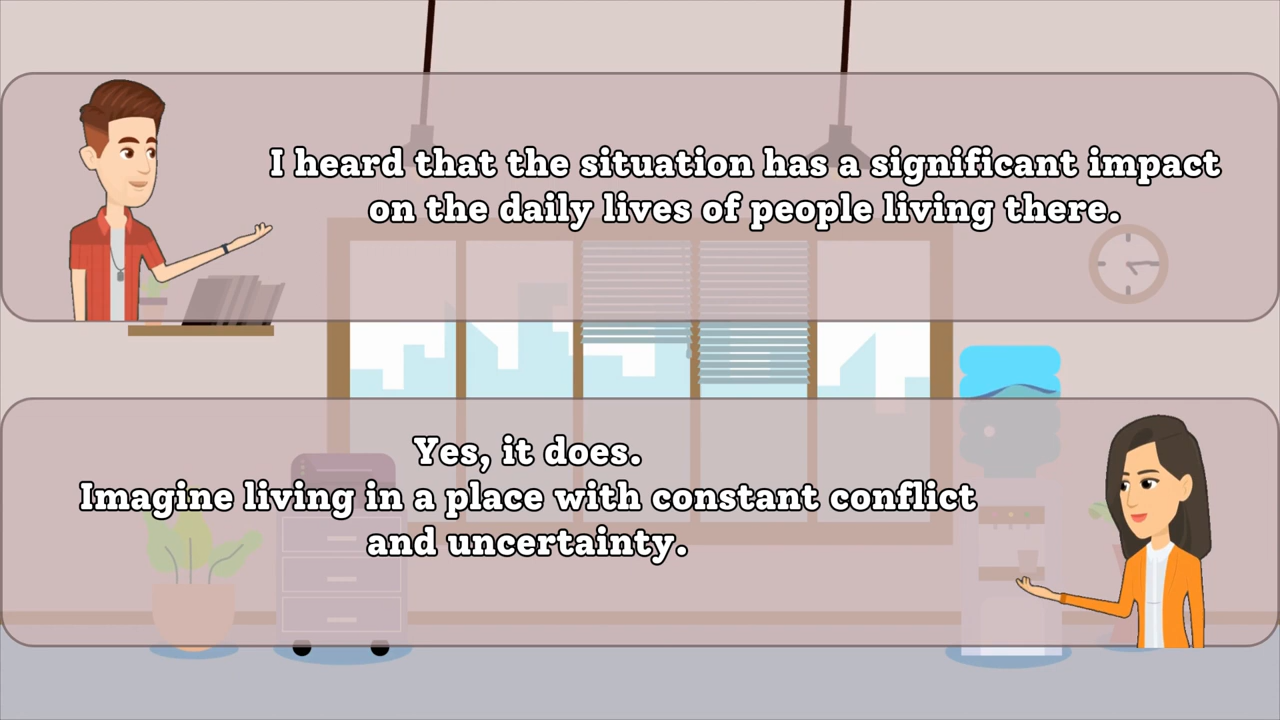 I heard that the situation has a significant impact
on the daily lives of people living there.
Yes, it does.
Imagine living in a place with constant conflict
and uncertainty.